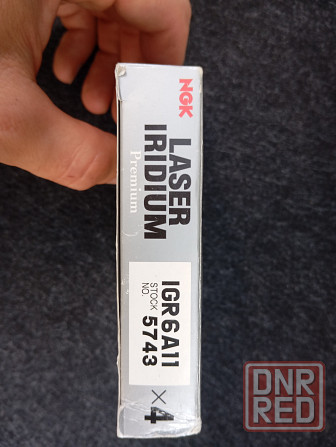 NGK
LASER
IRIDIUM
Premium
IGR6A11
STOCK
NO. 5743
×4
DNR
RED